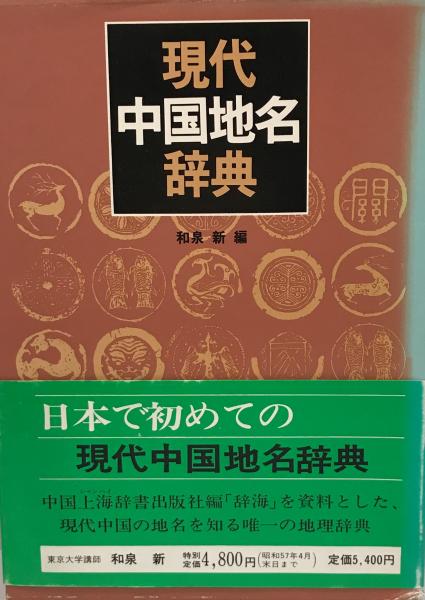 現代
中国地名
辞典
和泉 新 編
關
日本で初めての
現代中国地名辞典
中国上海辞書出版社編「辞海」を資料とした、
現代中国の地名を知る唯一の地理辞典
東京大学講師 和泉 新 特別定価4,800円(昭和57年4月末日まで) 定価5,400円